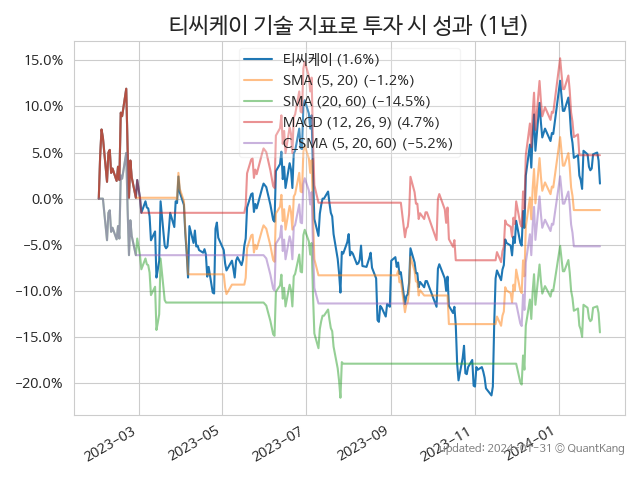 티씨케이 기술 지표로 투자 시 성과 (1년)
티씨케이 (1.6%)
SMA (5, 20) (−1.2%)
SMA (20, 60) (−14.5%)
MACD (12, 26, 9) (4.7%)
C_SMA (5, 20, 60) (−5.2%)
15.0%
10.0%
5.0%
0.0%
−5.0%
−10.0%
−15.0%
−20.0%
2023−03
2023−05
2023−07
2023−09
2023−11
2024−01
updated: 2024−01−31 © QuantKang